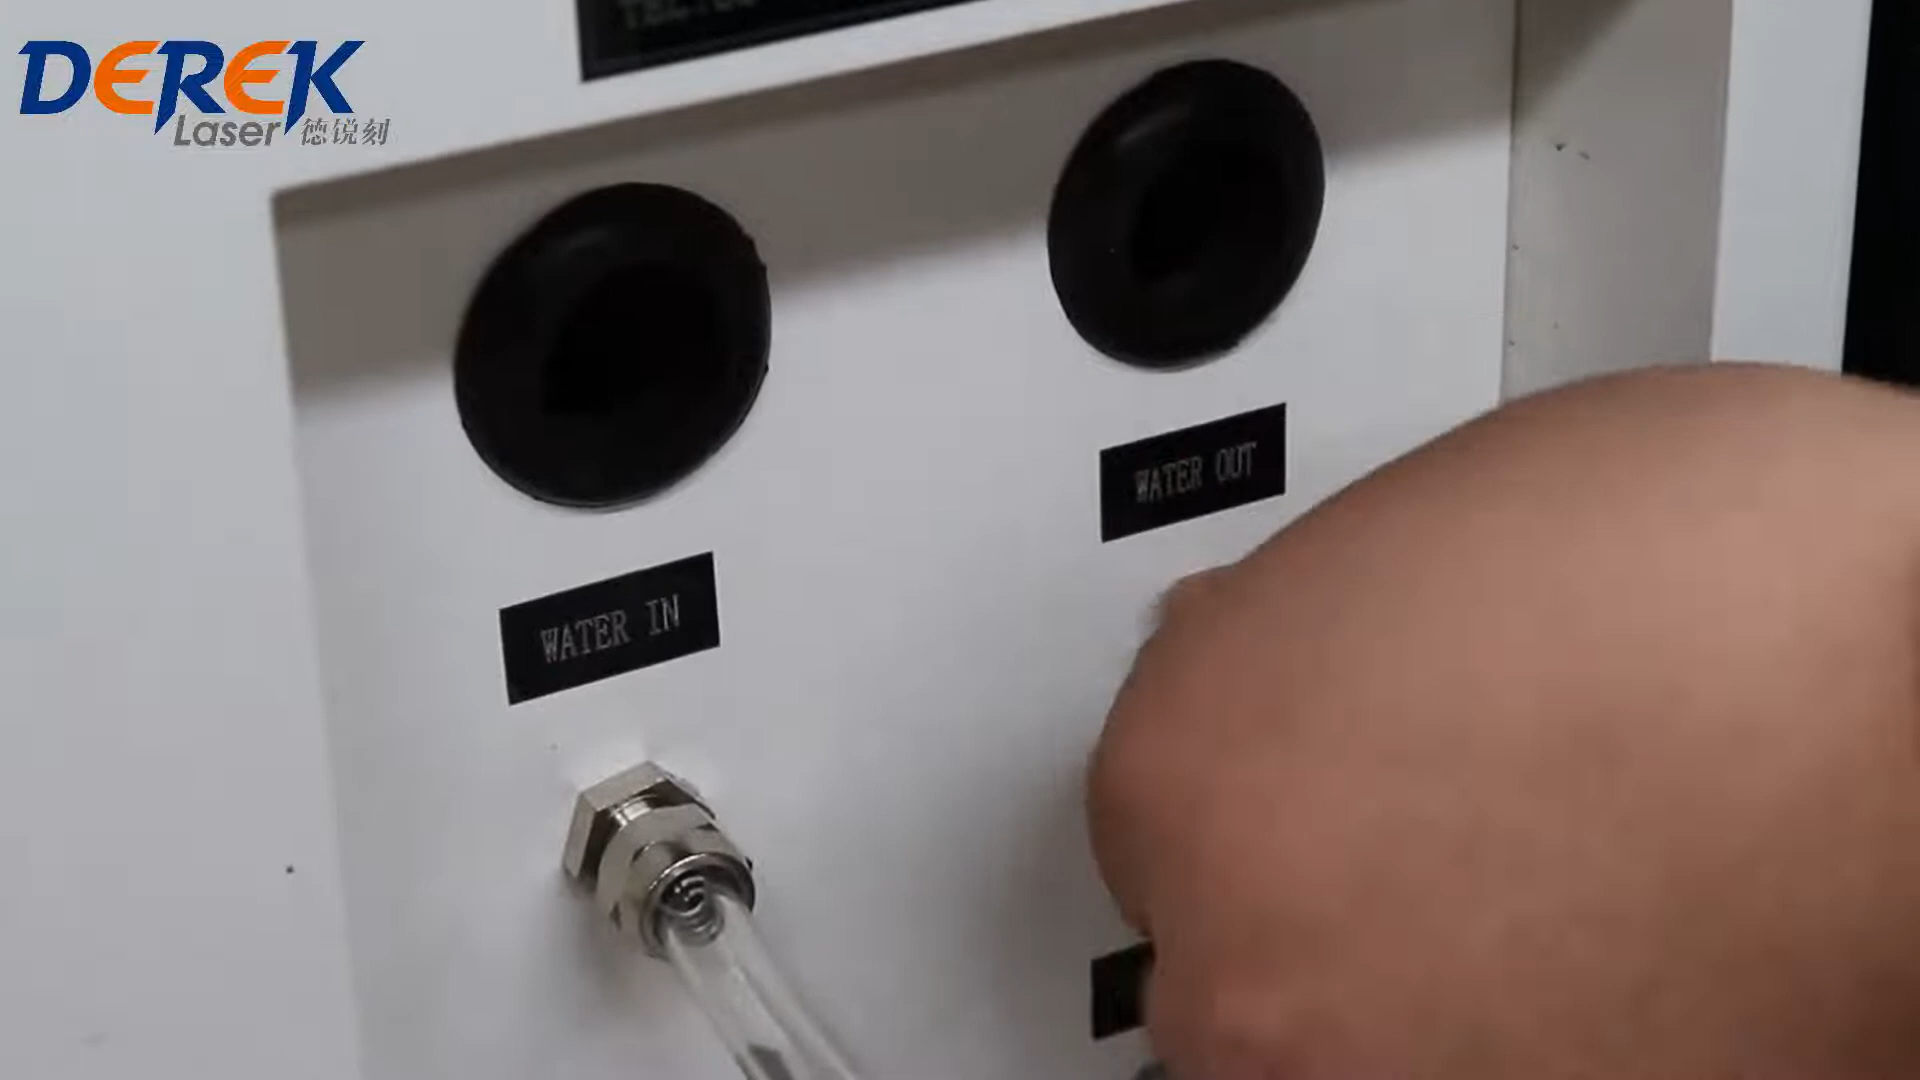 DEREK
Laser 德锐刻
WATER OUT
WATER IN